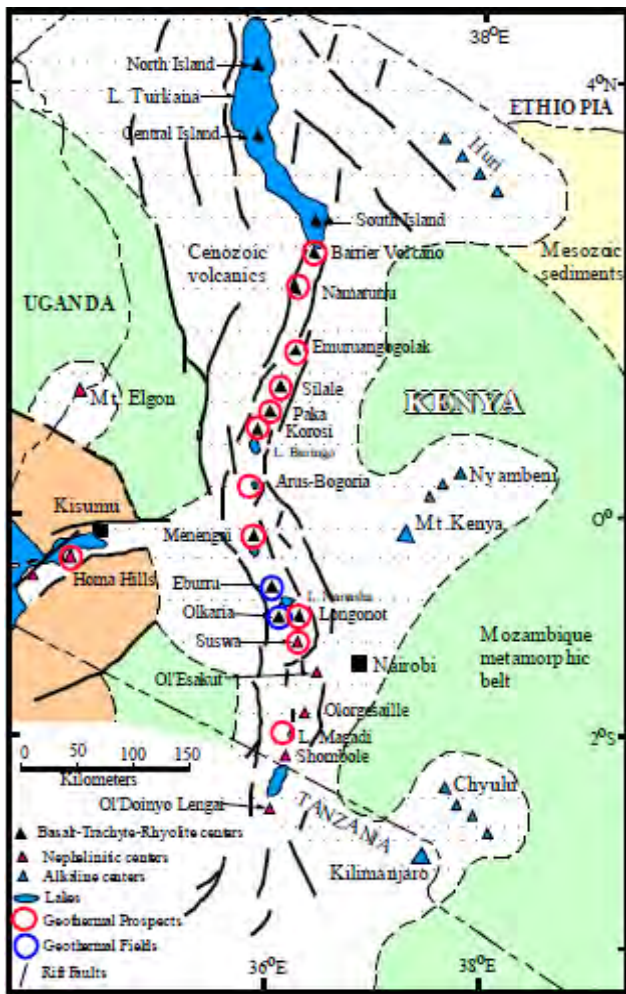 38°E
4°N
North Island
L. Turkana
ETHIOPIA
Central Island
Huri
South Island
Cenozoic
volcanics
Barrier Volcano
Mesozoic
sediments
UGANDA
Namarunu
Emuruangogolak
Silale
KENYA
Mt. Elgon
Paka
Korosi
L. Baringo
Arus-Bogoria
Nyambeni
Kisumu
0°
Menengai
Mt.Kenya
Homa Hills
Eburru
L. Naivasha
Olkaria
Longonot
Suswa
Mozambique
metamorphic
belt
Nairobi
Ol'Esakut
Olorgesaille
2°S
L. Magadi
0 50 100 150
Kilometers
Shombole
Chyulu
Ol'Doinyo Lengai
TANZANIA
Kilimanjaro
Basalt-Trachyte-Rhyolite centers
Nephelinitic centers
Alkaline centers
Lakes
Geothermal Prospects
Geothermal Fields
Rift Faults
36°E
38°E